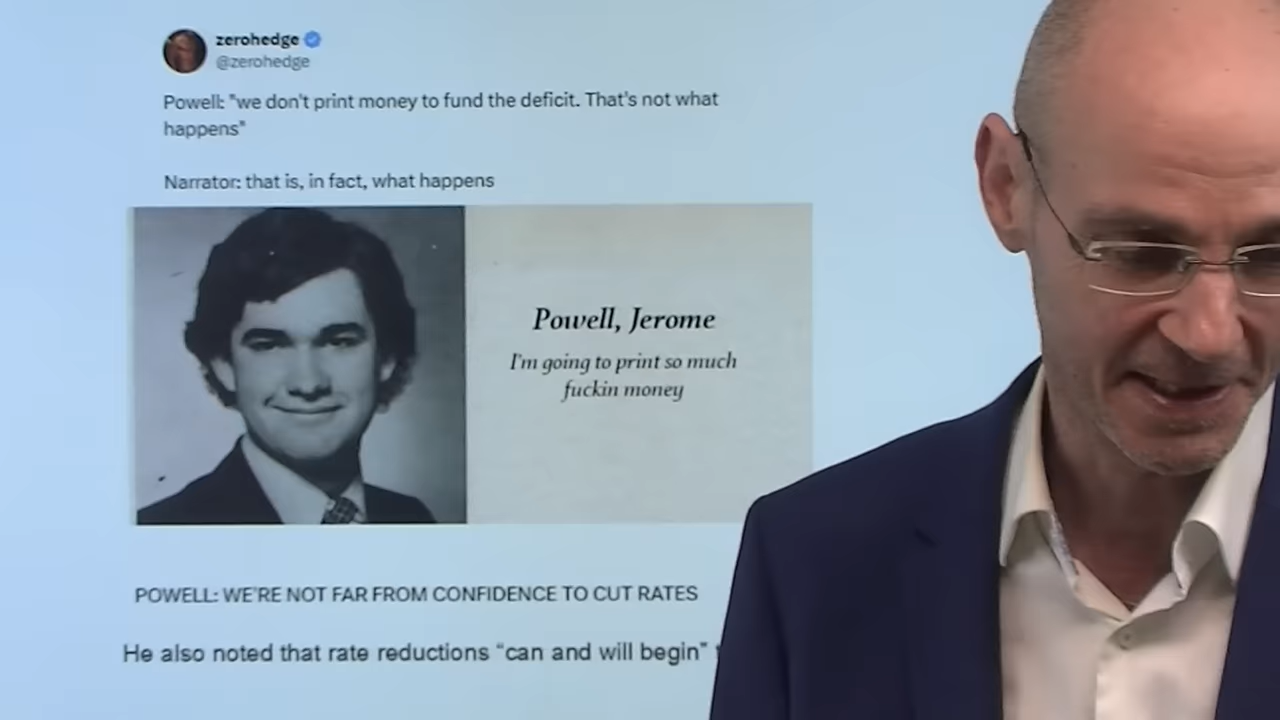 zerohedge
@zerohedge
Powell: "we don't print money to fund the deficit. That's not what
happens"
Narrator: that is, in fact, what happens
Powell, Jerome
I'm going to print so much
fuckin money
POWELL: WE'RE NOT FAR FROM CONFIDENCE TO CUT RATES
He also noted that rate reductions “can and will begin”